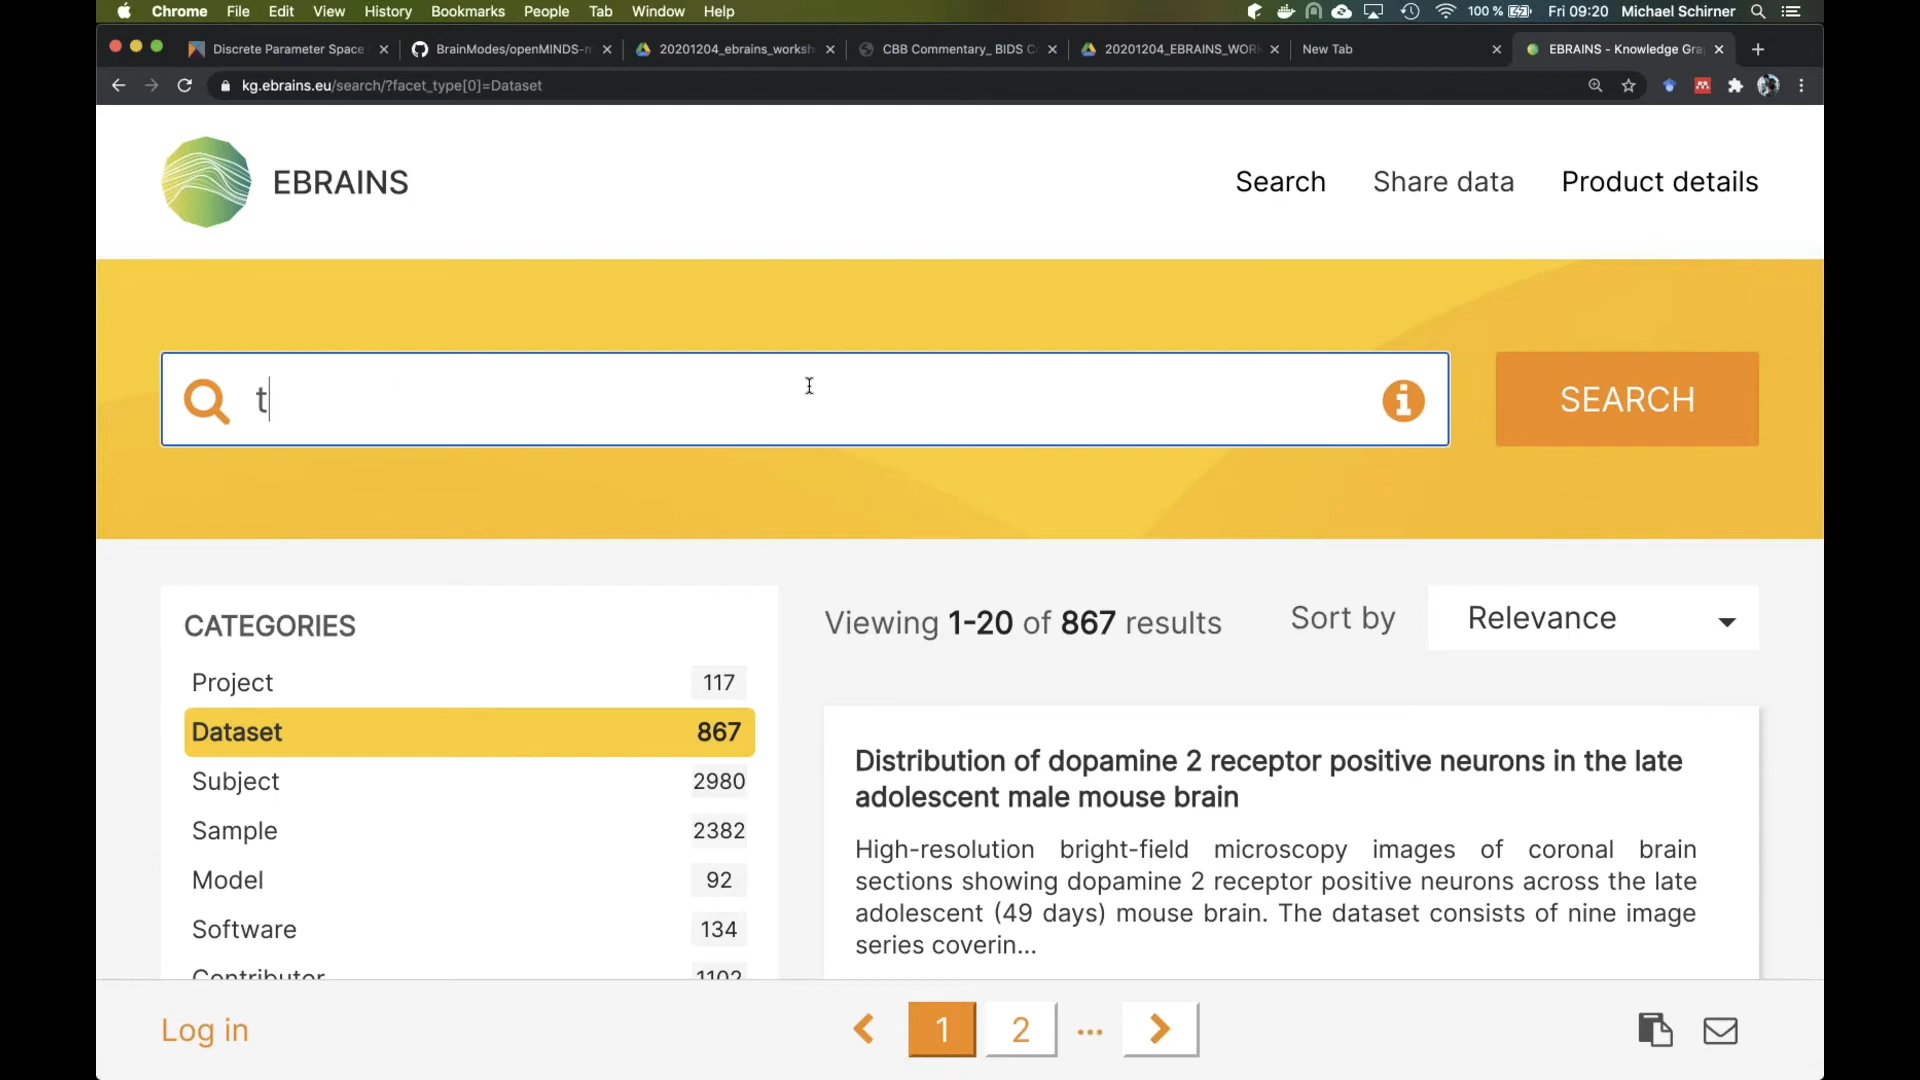 Chrome File Edit View History Bookmarks People Tab Window Help 100 % Fri 09:20 Michael Schirner
Discrete Parameter Space BrainModes/openMINDS-n 20201204_ebrains_worksh CBB Commentary_ BIDS Co 20201204_EBRAINS_WOR New Tab EBRAINS - Knowledge Gra
kg.ebrains.eu/search/?facet_type[0]=Dataset
EBRAINS
Search Share data Product details
t
SEARCH
CATEGORIES
Viewing 1-20 of 867 results Sort by Relevance
Project 117
Dataset 867
Subject 2980
Sample 2382
Model 92
Software 134
Contributor 1102
Distribution of dopamine 2 receptor positive neurons in the late
adolescent male mouse brain
High-resolution bright-field microscopy images of coronal brain
sections showing dopamine 2 receptor positive neurons across the late
adolescent (49 days) mouse brain. The dataset consists of nine image
series coverin...
Log in
1 2 ...